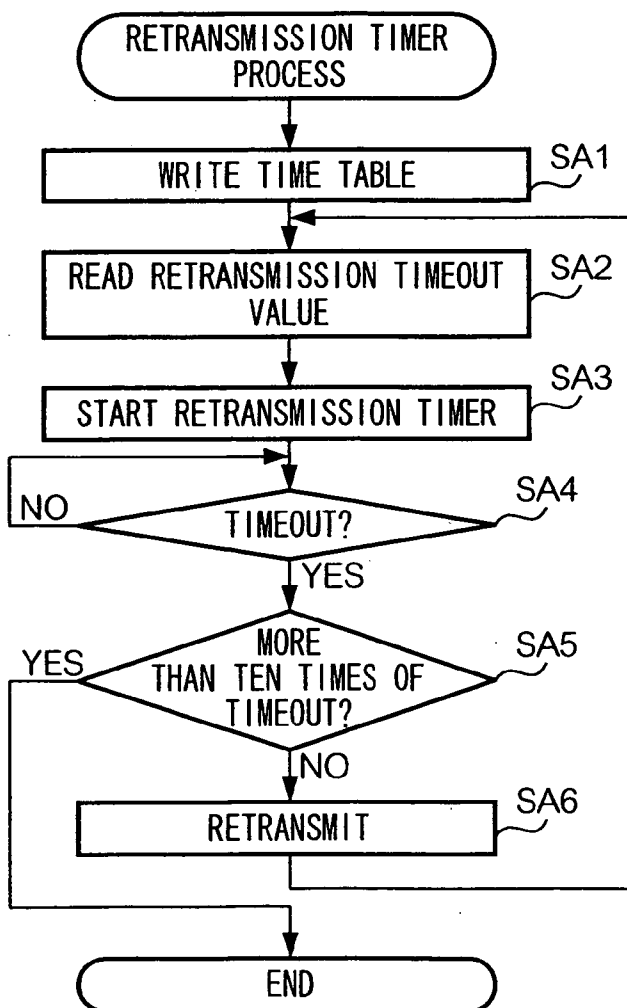 RETRANSMISSION TIMER
PROCESS
WRITE TIME TABLE
SA1
READ RETRANSMISSION TIMEOUT
VALUE
SA2
START RETRANSMISSION TIMER
SA3
TIMEOUT?
SA4
NO
YES
MORE
THAN TEN TIMES OF
TIMEOUT?
SA5
YES
NO
RETRANSMIT
SA6
END